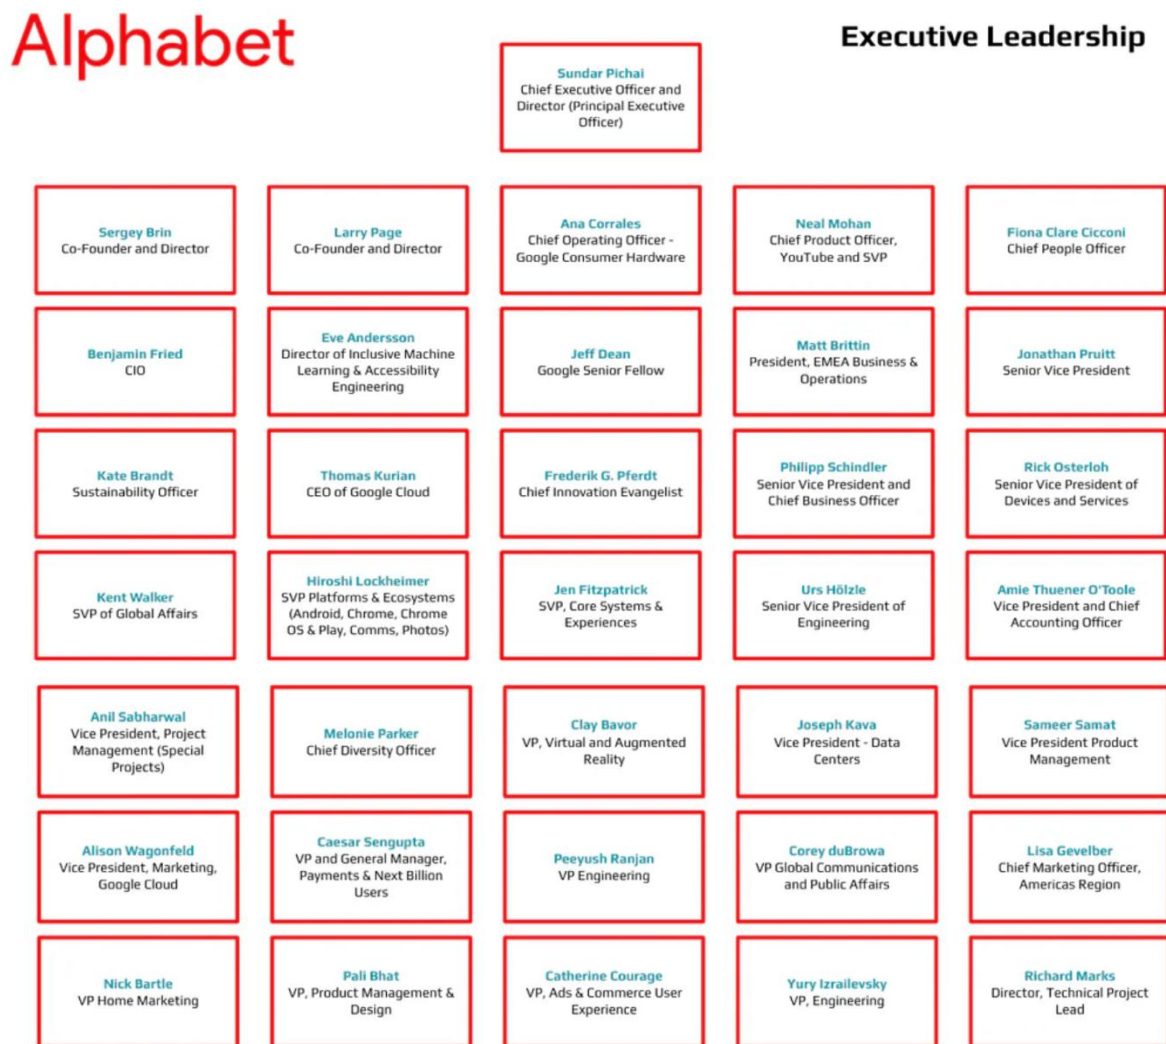 Alphabet
Executive Leadership
Sundar Pichai
Chief Executive Officer and
Director (Principal Executive
Officer)
Sergey Brin
Co-Founder and Director
Larry Page
Co-Founder and Director
Ana Corrales
Chief Operating Officer -
Google Consumer Hardware
Neal Mohan
Chief Product Officer,
YouTube and SVP
Fiona Clare Cicconi
Chief People Officer
Benjamin Fried
CIO
Eve Andersson
Director of Inclusive Machine
Learning & Accessibility
Engineering
Jeff Dean
Google Senior Fellow
Matt Brittin
President, EMEA Business &
Operations
Jonathan Pruitt
Senior Vice President
Kate Brandt
Sustainability Officer
Thomas Kurian
CEO of Google Cloud
Frederik G. Pferdt
Chief Innovation Evangelist
Philipp Schindler
Senior Vice President and
Chief Business Officer
Rick Osterloh
Senior Vice President of
Devices and Services
Kent Walker
SVP of Global Affairs
Hiroshi Lockheimer
SVP Platforms & Ecosystems
(Android, Chrome, Chrome
OS & Play, Comms, Photos)
Jen Fitzpatrick
SVP, Core Systems &
Experiences
Urs Hölzle
Senior Vice President of
Engineering
Amie Thuener O'Toole
Vice President and Chief
Accounting Officer
Anil Sabharwal
Vice President, Project
Management (Special
Projects)
Melonie Parker
Chief Diversity Officer
Clay Bavor
VP, Virtual and Augmented
Reality
Joseph Kava
Vice President - Data
Centers
Sameer Samat
Vice President Product
Management
Alison Wagonfeld
Vice President, Marketing,
Google Cloud
Caesar Sengupta
VP and General Manager,
Payments & Next Billion
Users
Peeyush Ranjan
VP Engineering
Corey duBrowa
VP Global Communications
and Public Affairs
Lisa Gevelber
Chief Marketing Officer,
Americas Region
Nick Bartle
VP Home Marketing
Pali Bhat
VP, Product Management &
Design
Catherine Courage
VP, Ads & Commerce User
Experience
Yury Izrailevsky
VP, Engineering
Richard Marks
Director, Technical Project
Lead